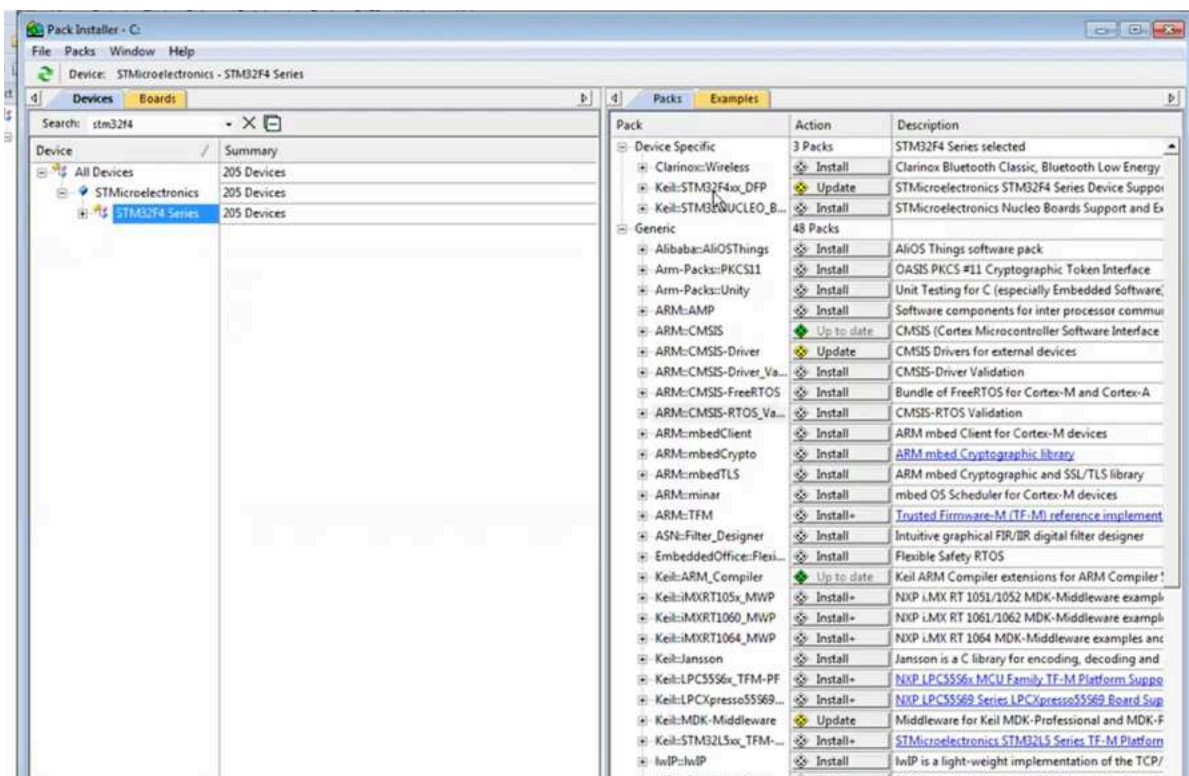 Pack Installer - C:
File Packs Window Help
Device: STMicroelectronics - STM32F4 Series
Devices Boards
Search: stm32f4
Device Summary
All Devices 205 Devices
STMicroelectronics 205 Devices
STM32F4 Series 205 Devices
Packs Examples
Pack Action Description
Device Specific 3 Packs STM32F4 Series selected
Clarinox::Wireless Install Clarinox Bluetooth Classic, Bluetooth Low Energy
Keil::STM32F4xx_DFP Update STMicroelectronics STM32F4 Series Device Suppor
Install STMicroelectronics Nucleo Boards Support and Ex
Generic 48 Packs
Alibaba::AliOSThings Install AliOS Things software pack
Arm-Packs::PKCS11 Install OASIS PKCS #11 Cryptographic Token Interface
Arm-Packs::Unity Install Unit Testing for C (especially Embedded Software)
ARM::AMP Install Software components for inter processor commu
ARM::CMSIS Up to date CMSIS (Cortex Microcontroller Software Interface
ARM::CMSIS-Driver Update CMSIS Drivers for external devices
ARM::CMSIS-Driver_Va... Install CMSIS-Driver Validation
ARM::CMSIS-FreeRTOS Install Bundle of FreeRTOS for Cortex-M and Cortex-A
ARM::CMSIS-RTOS_Va... Install CMSIS-RTOS Validation
ARM::mbedClient Install ARM mbed Client for Cortex-M devices
ARM::mbedCrypto Install ARM mbed Cryptographic library
ARM::mbedTLS Install ARM mbed Cryptographic and SSL/TLS library
ARM::minar Install mbed OS Scheduler for Cortex-M devices
ARM::TFM Install+ Trusted Firmware-M (TF-M) reference implement
ASN::Filter_Designer Install Intuitive graphical FIR/IIR digital filter designer
EmbeddedOffice::Flexi... Install Flexible Safety RTOS
Keil::ARM_Compiler Up to date Keil ARM Compiler extensions for ARM Compiler 5
Keil::iMXRT105x_MWP Install+ NXP i.MX RT 1051/1052 MDK-Middleware exampl
Keil::iMXRT1060_MWP Install+ NXP i.MX RT 1061/1062 MDK-Middleware exampl
Keil::iMXRT1064_MWP Install+ NXP i.MX RT 1064 MDK-Middleware examples and
Keil::Jansson Install Jansson is a C library for encoding, decoding and
Keil::LPC55S6x_TFM-PF Install+ NXP LPC55S6x MCU Family TF-M Platform Suppo
Keil::LPCXpresso55S69... Install+ NXP LPC55S69 Series LPCXpresso55S69 Board Sup
Keil::MDK-Middleware Update Middleware for Keil MDK-Professional and MDK-P
Keil::STM32L5xx_TFM-... Install+ STMicroelectronics STM32L5 Series TF-M Platform
lwIP::lwIP Install lwIP is a light-weight implementation of the TCP/